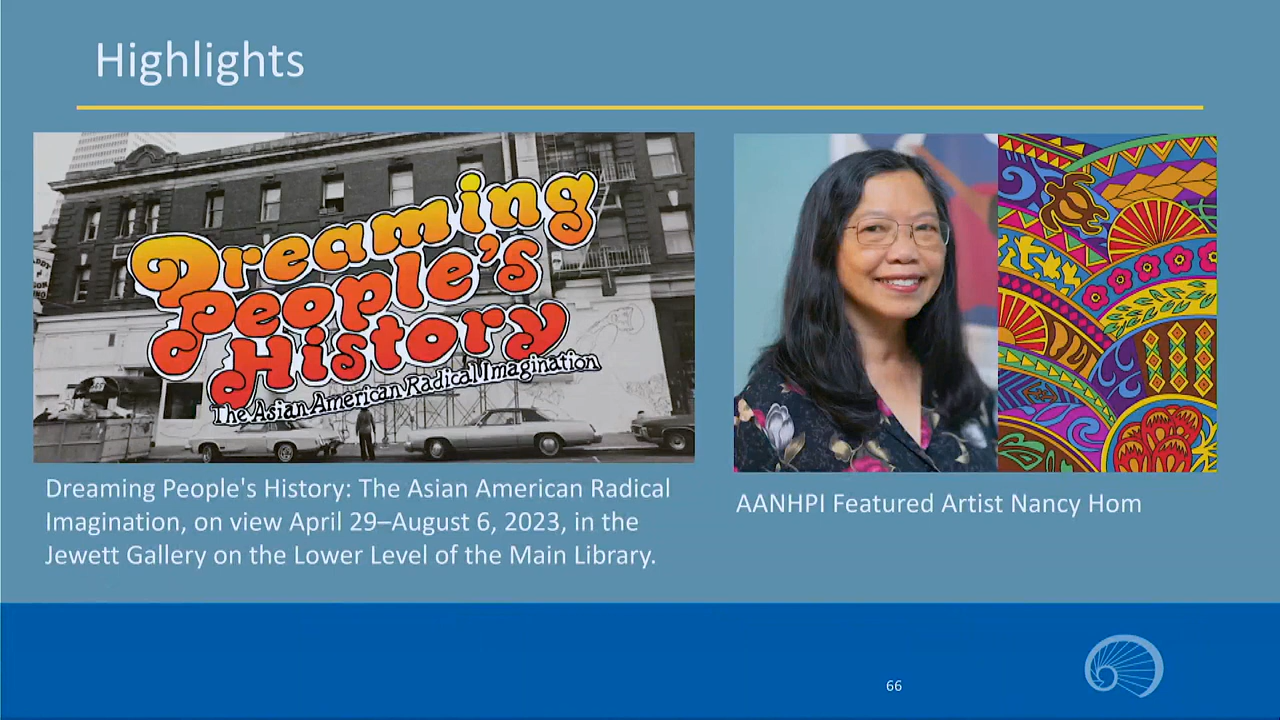 Highlights
Dreaming
People's
History
The Asian American Radical Imagination
Dreaming People's History: The Asian American Radical
Imagination, on view April 29–August 6, 2023, in the
Jewett Gallery on the Lower Level of the Main Library.
AANHPI Featured Artist Nancy Hom
66